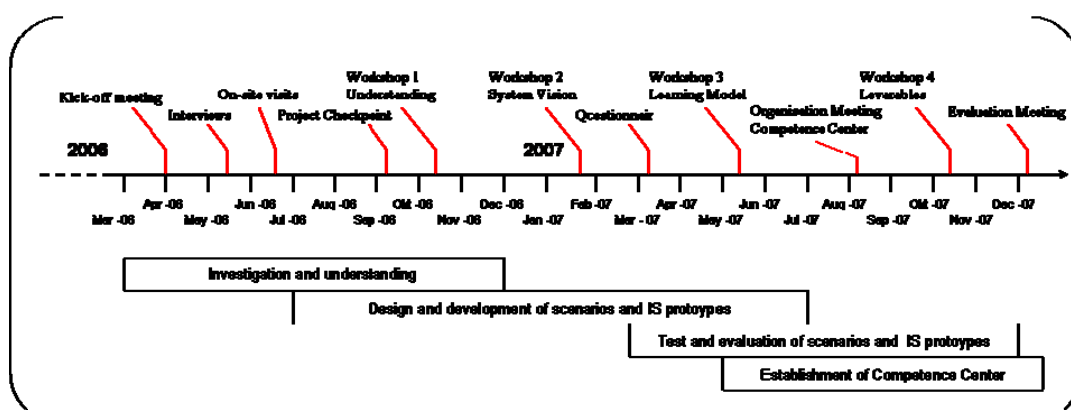 Workshop 1
Understanding
Workshop 2
System Vision
Workshop 3
Learning Model
Workshop 4
Leverables
Kick-off meeting
Interviews
On-site visits
Project Checkpoint
Qcestionnair
Organisation Meeting
Competence Center
Evaluation Meeting
2006
2007
Apr -06
Jun -06
Aug -06
Okt -06
Dec -06
Feb -07
Apr -07
Jun -07
Aug -07
Okt -07
Dec -07
Mar -06
May -06
Jul -06
Sep -06
Nov -06
Jan -07
Mar - 07
May -07
Jul -07
Sep -07
Nov -07
Investigation and understanding
Design and development of scenarios and IS protoypes
Test and evaluation of scenarios and IS protoypes
Establishment of Competence Center